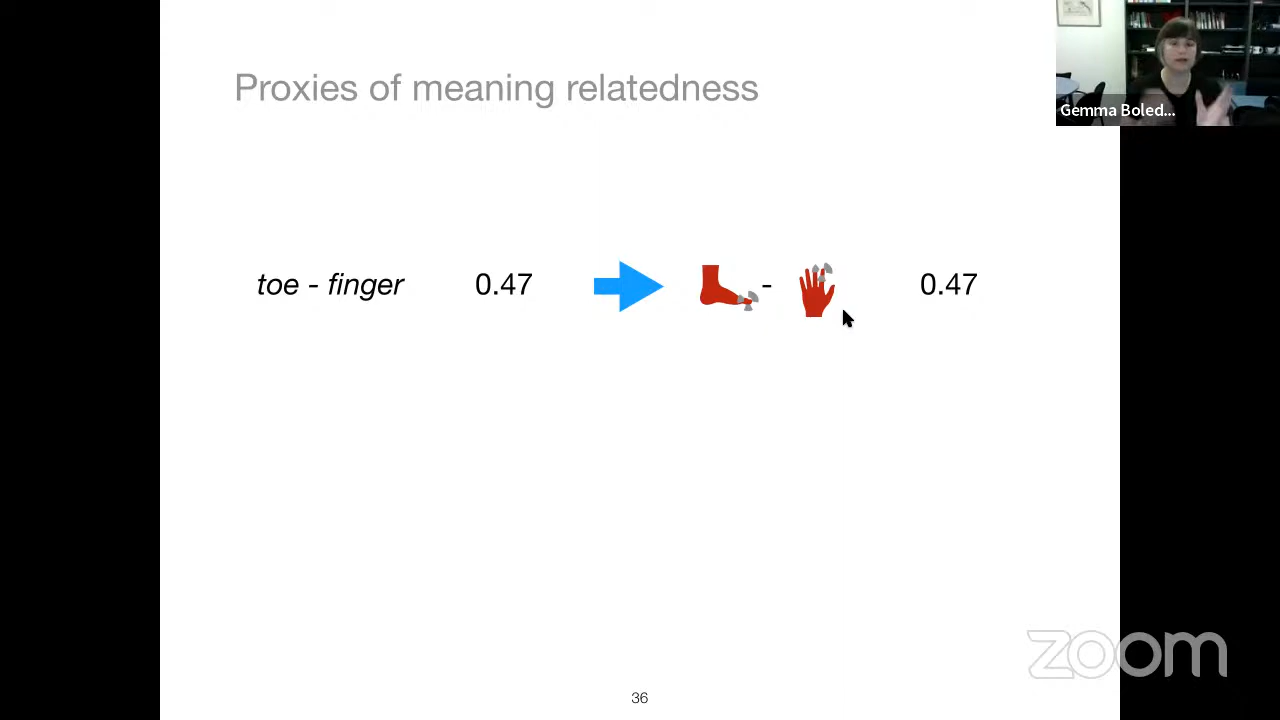 Proxies of meaning relatedness
Gemma Boled...
toe - finger 0.47 - 0.47
zoom
36